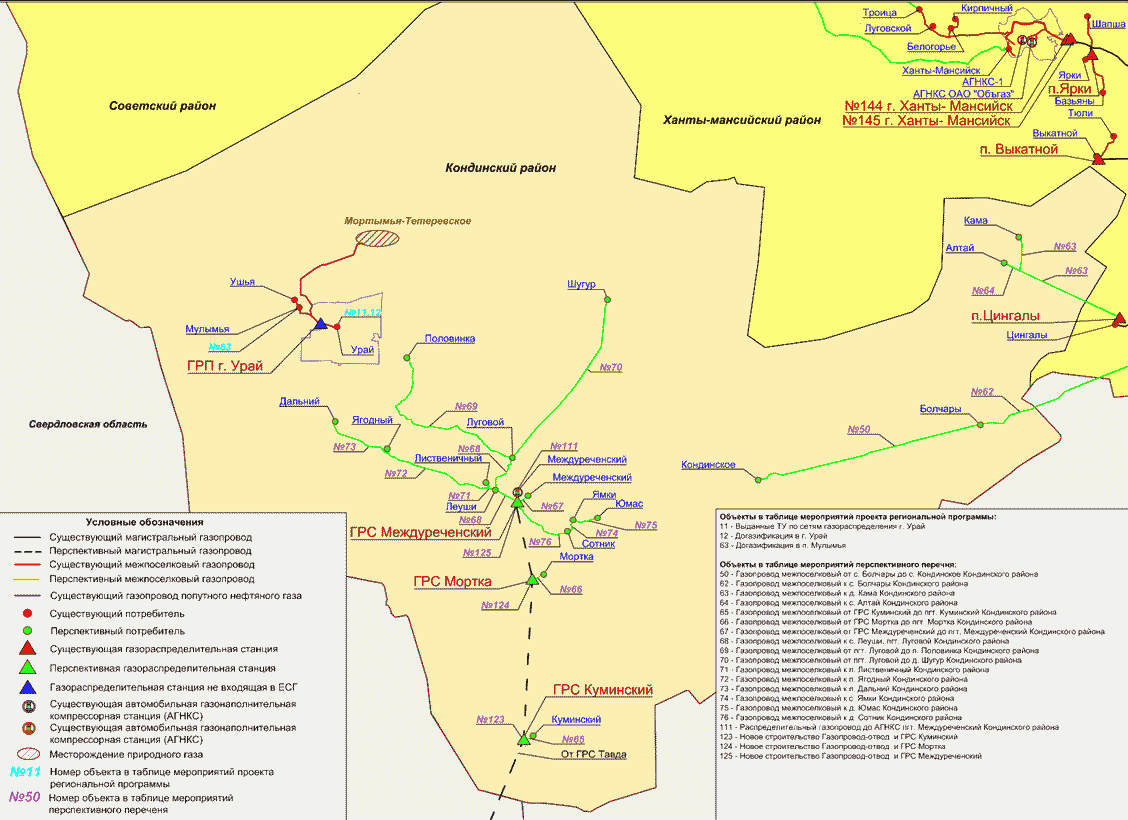 Троица
Кирпичный
Луговской
Шапша
Белогорье
Ханты-Мансийск
АГНКС-1
Ярки
АГНКС ОАО "Обьгаз"
п.Ярки
Базьяны
№144 г. Ханты- Мансийск
Тюли
№145 г. Ханты- Мансийск
Выкатной
п. Выкатной
Советский район
Ханты-мансийский район
Кондинский район
Мортымья-Тетеревское
Кама
№63
Алтай
№63
№64
Ушья
Шугур
№11,12
п.Цингалы
Мулымья
Цингалы
№63
Урай
Половинка
ГРП г. Урай
№70
№62
Дальний
№69
Болчары
Ягодный
Луговой
Свердловская область
№50
№73
№68
№111
Лиственичный
Междуреченский
Кондинское
№72
Междуреченский
№71
Ямки
Леуши
№67
Юмас
№68
№75
ГРС Междуреченский
№74
№76
Сотник
№125
Мортка
ГРС Мортка
№66
№124
ГРС Куминский
№123
Куминский
№65
От ГРС Тавда
Условные обозначения
Существующий магистральный газопровод
Перспективный магистральный газопровод
Существующий межпоселковый газопровод
Перспективный межпоселковый газопровод
Существующий газопровод попутного нефтяного газа
Существующий потребитель
Перспективный потребитель
Существующая газораспределительная станция
Перспективная газораспределительная станция
Газораспределительная станция не входящая в ЕСГ
Существующая автомобильная газонаполнительная
компрессорная станция (АГНКС)
Существующая автомобильная газонаполнительная
компрессорная станция (АГНКС)
Месторождение природного газа
№11 Номер объекта в таблице мероприятий проекта
региональной программы
№50 Номер объекта в таблице мероприятий
перспективного перечня
Объекты в таблице мероприятий проекта региональной программы:
11 - Выданные ТУ по сетям газораспределения г. Урай
12 - Догазификация в г. Урай
63 - Догазификация в п. Мулымья
Объекты в таблице мероприятий перспективного перечня:
50 - Газопровод межпоселковый от с. Болчары до с. Кондинское Кондинского района
62 - Газопровод межпоселковый к с. Болчары Кондинского района
63 - Газопровод межпоселковый к д. Кама Кондинского района
64 - Газопровод межпоселковый к с. Алтай Кондинского района
65 - Газопровод межпоселковый от ГРС Куминский до пгт. Куминский Кондинского района
66 - Газопровод межпоселковый от ГРС Мортка до пгт. Мортка Кондинского района
67 - Газопровод межпоселковый от ГРС Междуреченский до пгт. Междуреченский Кондинского района
68 - Газопровод межпоселковый к с. Леуши, пгт. Луговой Кондинского района
69 - Газопровод межпоселковый от пгт. Луговой до п. Половинка Кондинского района
70 - Газопровод межпоселковый от пгт. Луговой до д. Шугур Кондинского района
71 - Газопровод межпоселковый к п. Лиственичный Кондинского района
72 - Газопровод межпоселковый к п. Ягодный Кондинского района
73 - Газопровод межпоселковый к п. Дальний Кондинского района
74 - Газопровод межпоселковый к с. Ямки Кондинского района
75 - Газопровод межпоселковый к д. Юмас Кондинского района
76 - Газопровод межпоселковый к д. Сотник Кондинского района
111 - Распределительный газопровод до АГНКС пгт. Междуреченский Кондинского района
123 - Новое строительство Газопровод-отвод и ГРС Куминский
124 - Новое строительство Газопровод-отвод и ГРС Мортка
125 - Новое строительство Газопровод-отвод и ГРС Междуреченский